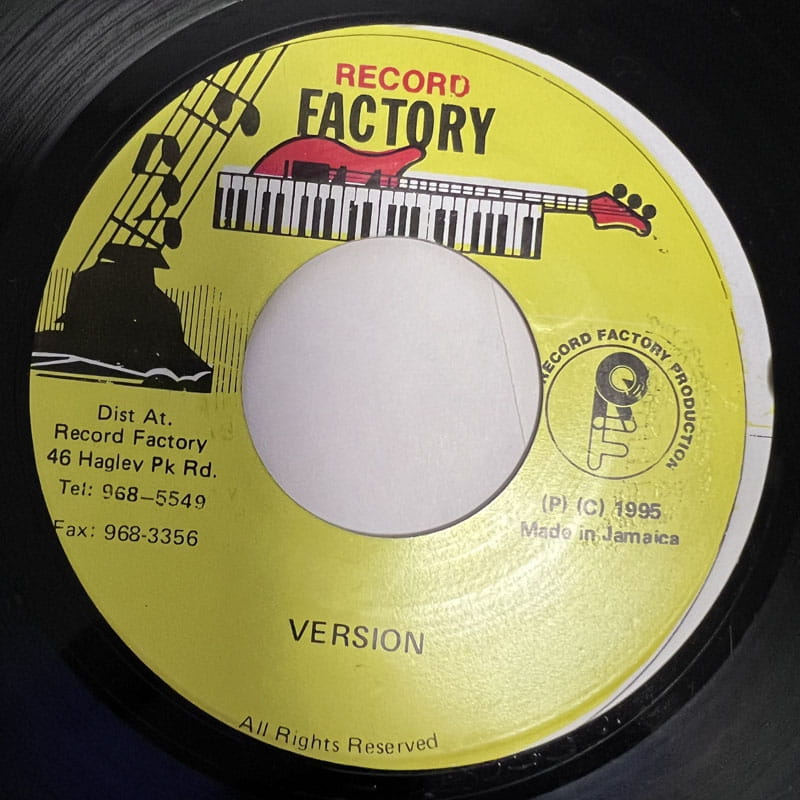 RECORD
FACTORY
Dist At.
Record Factory
46 Haglev Pk Rd.
Tel: 968-5549
Fax: 968-3356
RECORD FACTORY PRODUCTION
(P) (C) 1995
Made in Jamaica
VERSION
All Rights Reserved